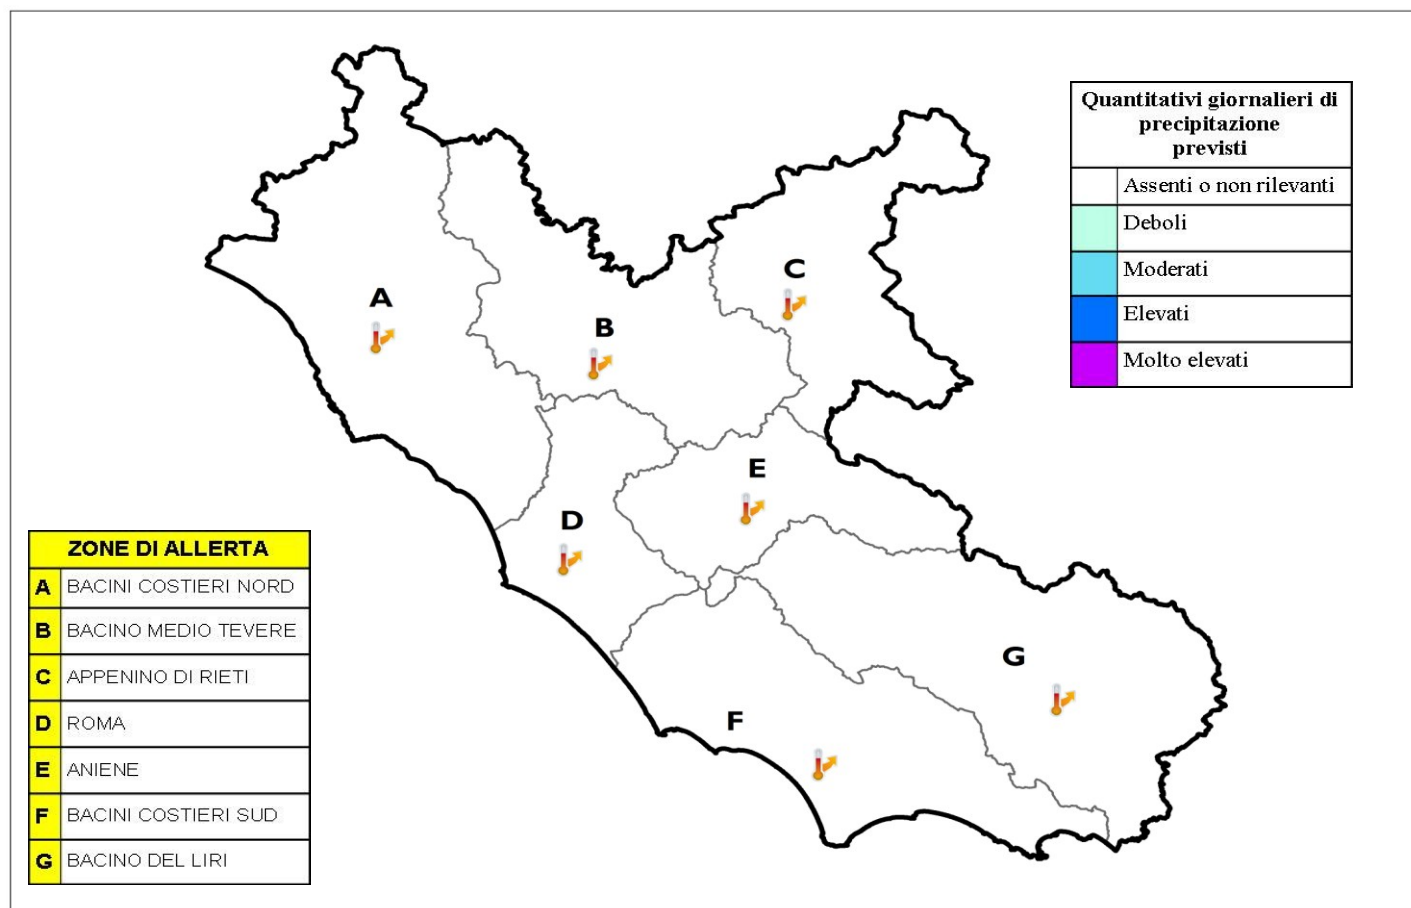 Quantitativi giornalieri di
precipitazione
previsti
Assenti o non rilevanti
Deboli
Moderati
Elevati
Molto elevati
A
B
C
D
E
F
G
ZONE DI ALLERTA
A BACINI COSTIERI NORD
B BACINO MEDIO TEVERE
C APPENINO DI RIETI
D ROMA
E ANIENE
F BACINI COSTIERI SUD
G BACINO DEL LIRI